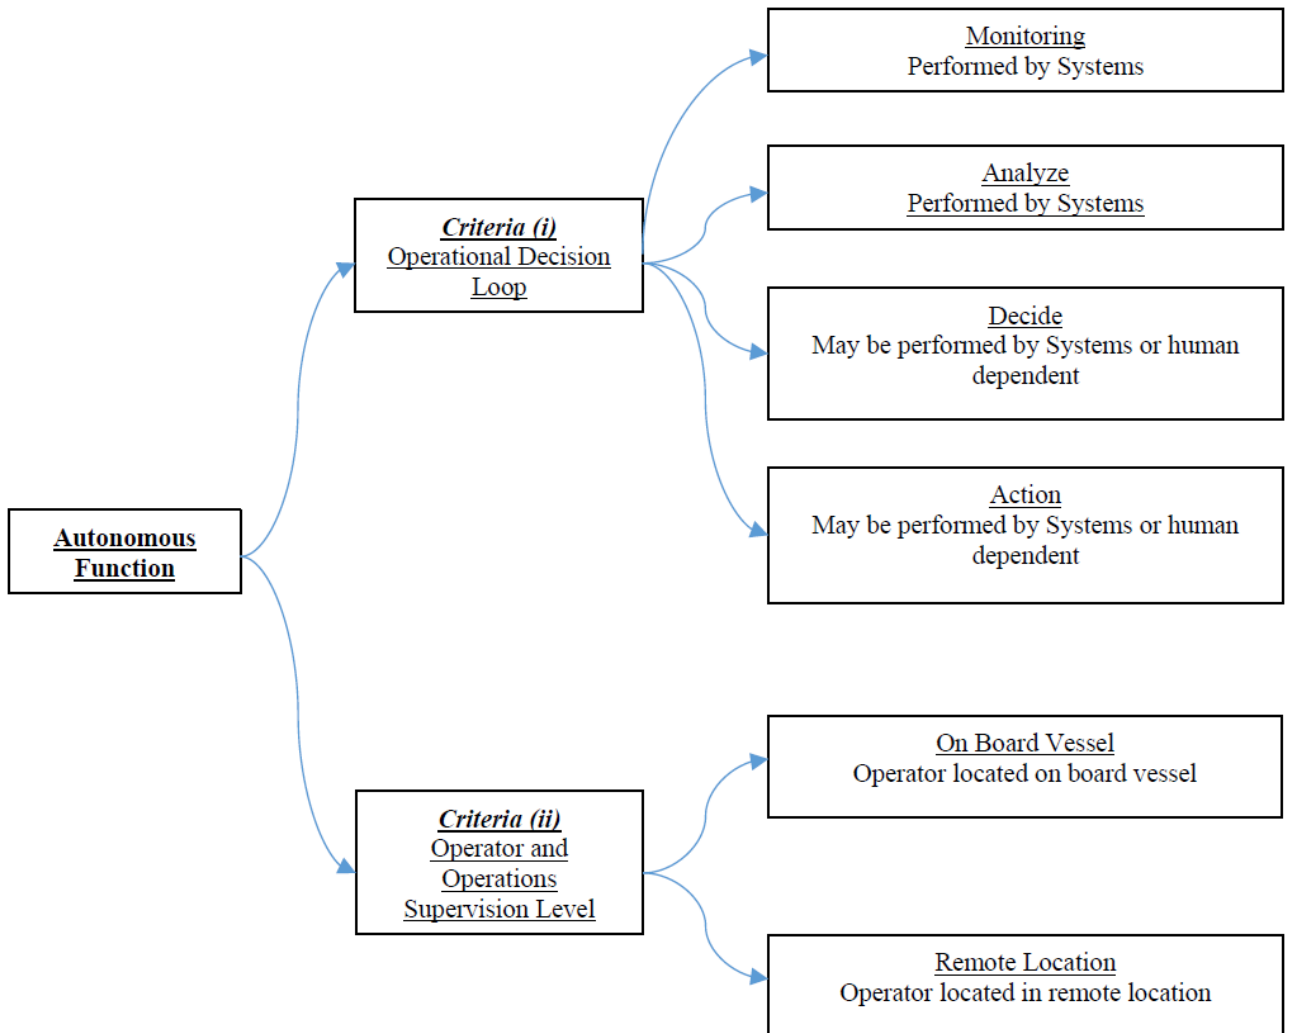 Monitoring
Performed by Systems
Analyze
Performed by Systems
Criteria (i)
Operational Decision
Loop
Decide
May be performed by Systems or human
dependent
Action
May be performed by Systems or human
dependent
Autonomous
Function
On Board Vessel
Operator located on board vessel
Criteria (ii)
Operator and
Operations
Supervision Level
Remote Location
Operator located in remote location